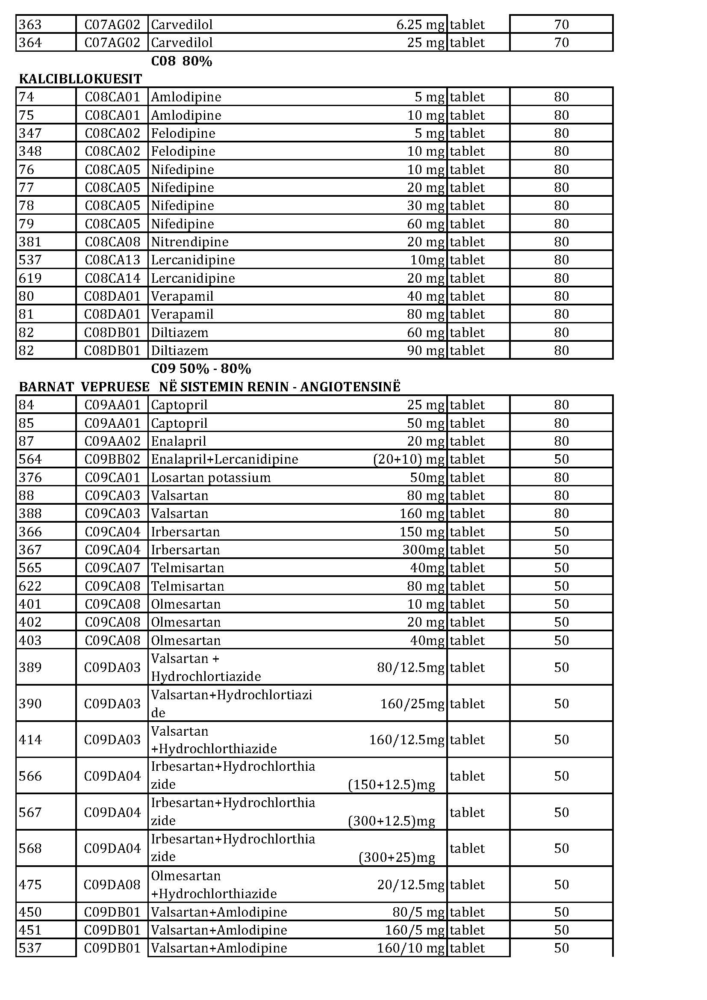 363 C07AG02 Carvedilol 6.25 mg tablet 70
364 C07AG02 Carvedilol 25 mg tablet 70
C08 80%
KALCIBLLOKUESIT
74 C08CA01 Amlodipine 5 mg tablet 80
75 C08CA01 Amlodipine 10 mg tablet 80
347 C08CA02 Felodipine 5 mg tablet 80
348 C08CA02 Felodipine 10 mg tablet 80
76 C08CA05 Nifedipine 10 mg tablet 80
77 C08CA05 Nifedipine 20 mg tablet 80
78 C08CA05 Nifedipine 30 mg tablet 80
79 C08CA05 Nifedipine 60 mg tablet 80
381 C08CA08 Nitrendipine 20 mg tablet 80
537 C08CA13 Lercanidipine 10mg tablet 80
619 C08CA14 Lercanidipine 20 mg tablet 80
80 C08DA01 Verapamil 40 mg tablet 80
81 C08DA01 Verapamil 80 mg tablet 80
82 C08DB01 Diltiazem 60 mg tablet 80
82 C08DB01 Diltiazem 90 mg tablet 80
C09 50% - 80%
BARNAT VEPRUESE NË SISTEMIN RENIN - ANGIOTENSINË
84 C09AA01 Captopril 25 mg tablet 80
85 C09AA01 Captopril 50 mg tablet 80
87 C09AA02 Enalapril 20 mg tablet 80
564 C09BB02 Enalapril+Lercanidipine (20+10) mg tablet 50
376 C09CA01 Losartan potassium 50mg tablet 80
88 C09CA03 Valsartan 80 mg tablet 80
388 C09CA03 Valsartan 160 mg tablet 80
366 C09CA04 Irbersartan 150 mg tablet 50
367 C09CA04 Irbersartan 300mg tablet 50
565 C09CA07 Telmisartan 40mg tablet 50
622 C09CA08 Telmisartan 80 mg tablet 50
401 C09CA08 Olmesartan 10 mg tablet 50
402 C09CA08 Olmesartan 20 mg tablet 50
403 C09CA08 Olmesartan 40mg tablet 50
389 C09DA03 Valsartan +
Hydrochlortiazide 80/12.5mg tablet 50
390 C09DA03 Valsartan+Hydrochlortiazi
de 160/25mg tablet 50
414 C09DA03 Valsartan
+Hydrochlorthiazide 160/12.5mg tablet 50
566 C09DA04 Irbesartan+Hydrochlorthia
zide (150+12.5)mg tablet 50
567 C09DA04 Irbesartan+Hydrochlorthia
zide (300+12.5)mg tablet 50
568 C09DA04 Irbesartan+Hydrochlorthia
zide (300+25)mg tablet 50
475 C09DA08 Olmesartan
+Hydrochlorthiazide 20/12.5mg tablet 50
450 C09DB01 Valsartan+Amlodipine 80/5 mg tablet 50
451 C09DB01 Valsartan+Amlodipine 160/5 mg tablet 50
537 C09DB01 Valsartan+Amlodipine 160/10 mg tablet 50